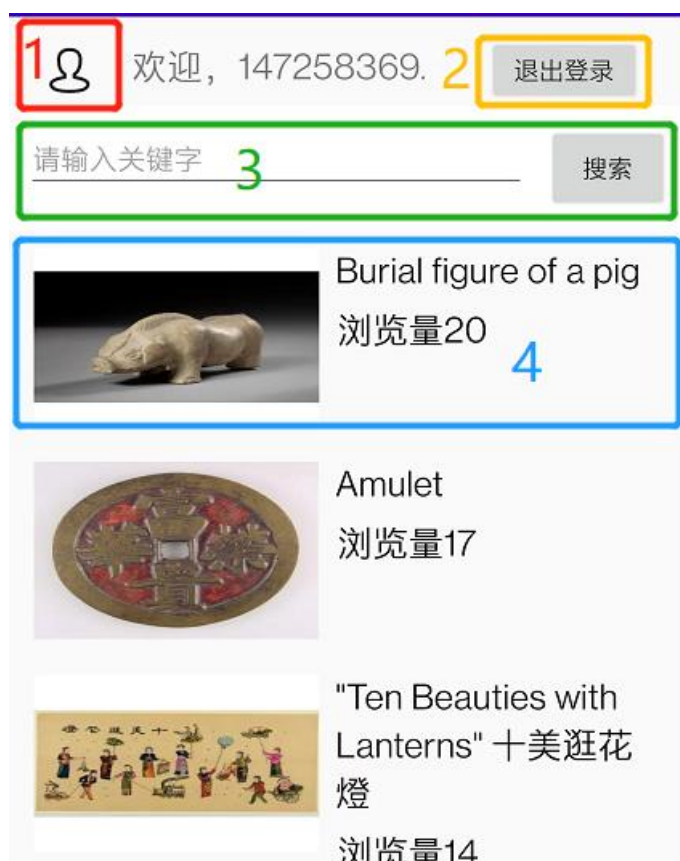 1 欢迎，147258369. 2 退出登录
请输入关键字 3 搜索
Burial figure of a pig
浏览量20
4
Amulet
浏览量17
"Ten Beauties with
Lanterns" 十美逛花
燈
浏览量14